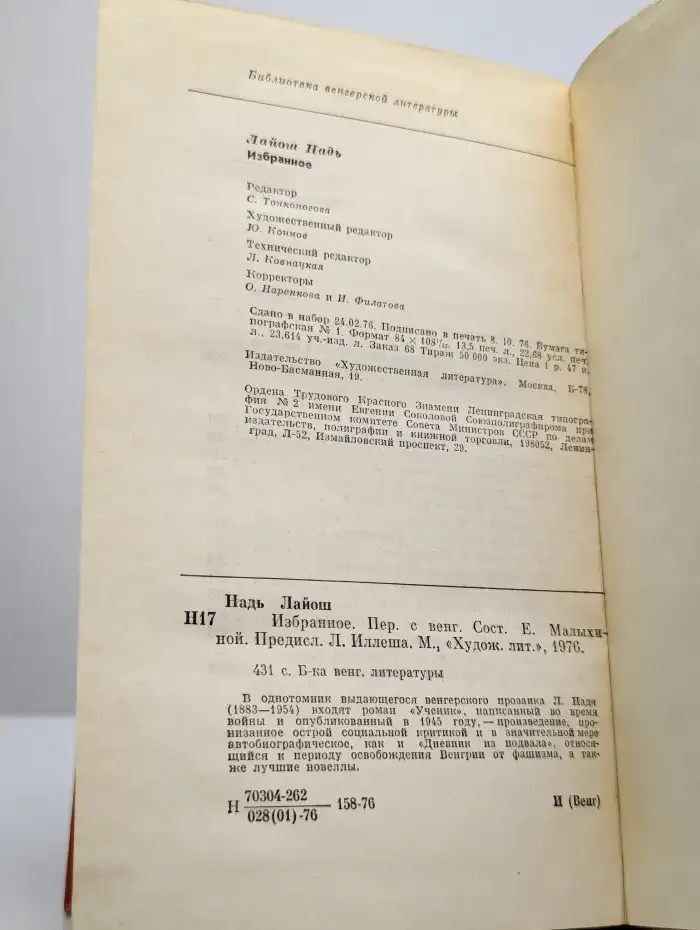 Библиотека венгерской литературы
Лайош Надь
Избранное
Редактор
С. Тонконогова
Художественный редактор
Ю. Коннов
Технический редактор
Л. Ковнацкая
Корректоры
О. Наренкова и И. Филатова
Сдано в набор 24.02.76. Подписано в печать 8. 10. 76. Бумага ти-
пографская № 1. Формат 84 × 108¹/₃₂. 13,5 печ. л., 22,68 усл. печ.
л., 23,614 уч.-изд. л. Заказ 68 Тираж 50 000 экз. Цена 1 р. 47 к.
Издательство «Художественная литература». Москва, Б-78,
Ново-Басманная, 19.
Ордена Трудового Красного Знамени Ленинградская типогра-
фия № 2 имени Евгении Соколовой Союзполиграфпрома при
Государственном комитете Совета Министров СССР по делам
издательств, полиграфии и книжной торговли, 198052, Ленин-
град, Л-52, Измайловский проспект, 29.
Надь Лайош
Н17 Избранное. Пер. с венг. Сост. Е. Малыхи-
ной. Предисл. Л. Иллеша. М., «Худож. лит.», 1976.
431 с. Б-ка венг. литературы
В однотомник выдающегося венгерского прозаика Л. Надя
(1883—1954) входят роман «Ученик», написанный во время
войны и опубликованный в 1945 году, — произведение, про-
низанное острой социальной критикой и в значительной мере
автобиографическое, как и «Дневник из подвала», относя-
щийся к периоду освобождения Венгрии от фашизма, а так-
же лучшие новеллы.
70304-262
Н 158-76 И (Венг)
028(01)-76